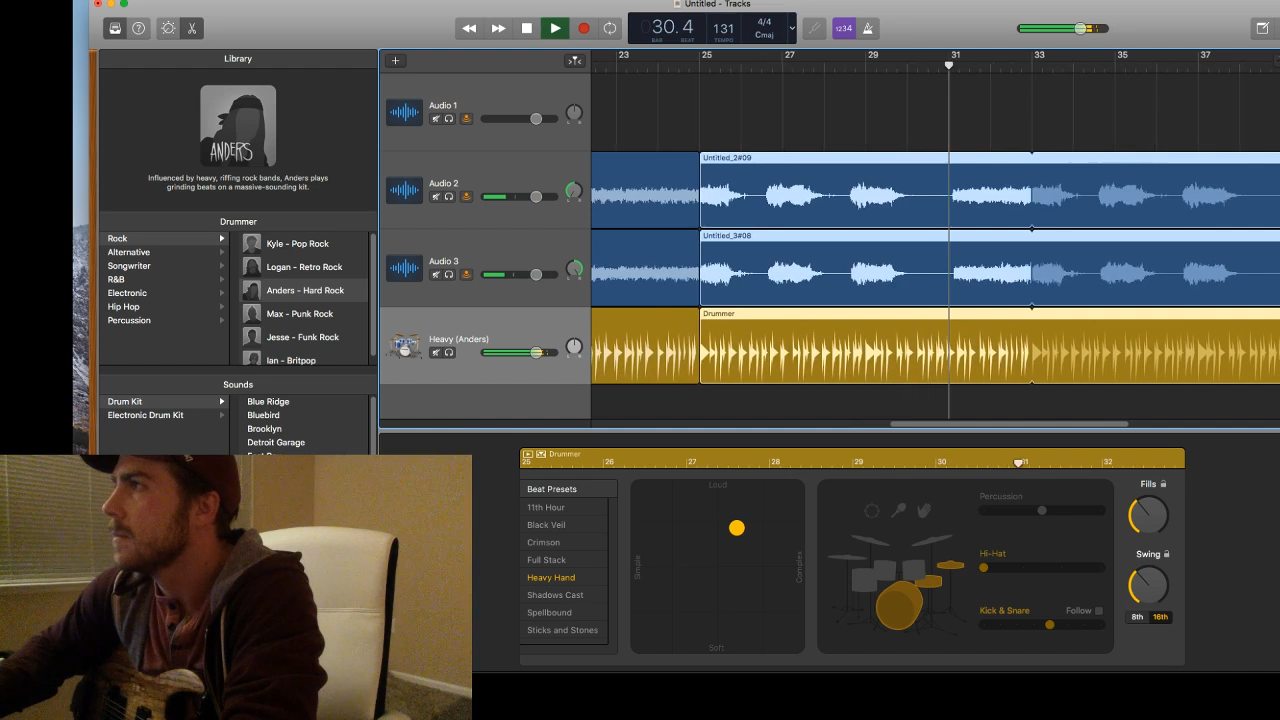 Untitled - Tracks
30.4
BAR BEAT
131
TEMPO
4/4
Cmaj
1234
Library
23 25 27 29 31 33 35 37
ANDERS
Influenced by heavy, riffing rock bands, Anders plays
grinding beats on a massive-sounding kit.
Drummer
Rock
Alternative
Songwriter
R&B
Electronic
Hip Hop
Percussion
Kyle - Pop Rock
Logan - Retro Rock
Anders - Hard Rock
Max - Punk Rock
Jesse - Funk Rock
Ian - Britpop
Sounds
Drum Kit
Electronic Drum Kit
Blue Ridge
Bluebird
Brooklyn
Detroit Garage
Audio 1
L R
Audio 2
L R
Untitled_2#09
Audio 3
L R
Untitled_3#08
Heavy (Anders)
L R
Drummer
Drummer
25 26 27 28 29 30 31 32
Beat Presets
11th Hour
Black Veil
Crimson
Full Stack
Heavy Hand
Shadows Cast
Spellbound
Sticks and Stones
Loud
Simple
Complex
Soft
Percussion
Hi-Hat
Kick & Snare
Follow
Fills
Swing
8th 16th